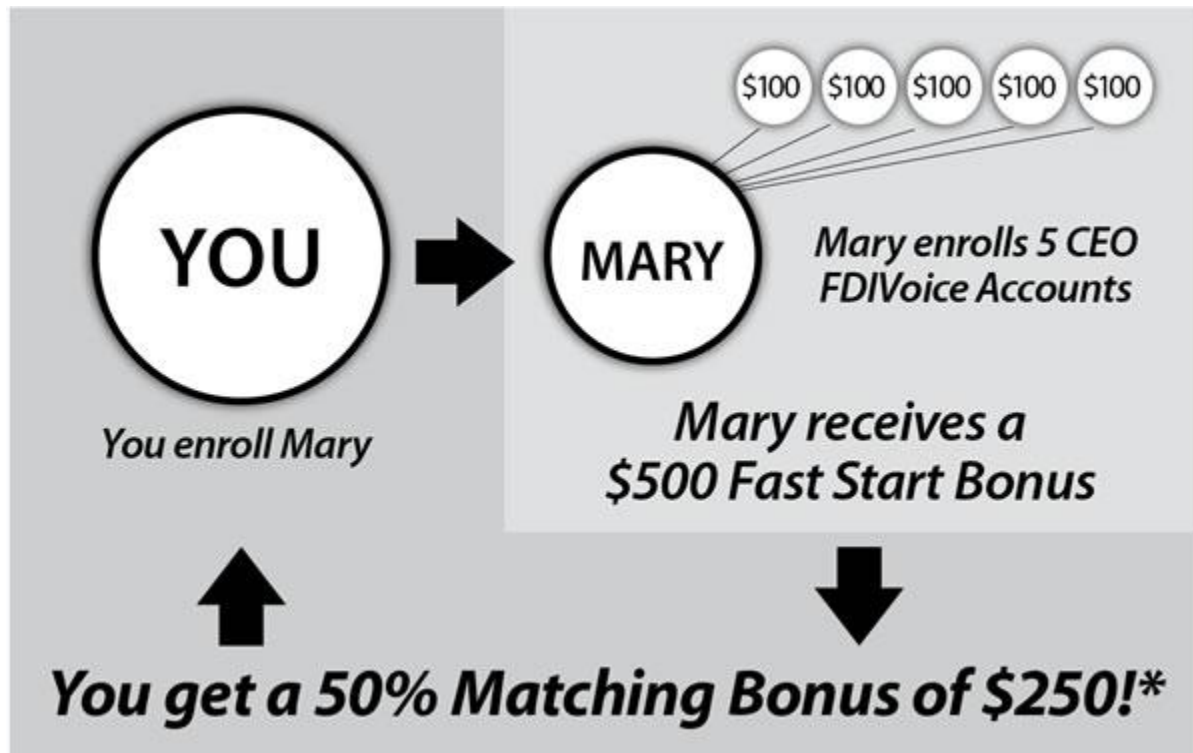 $100 $100 $100 $100 $100
YOU
MARY
Mary enrolls 5 CEO
FDIVoice Accounts
You enroll Mary
Mary receives a
$500 Fast Start Bonus
You get a 50% Matching Bonus of $250!*